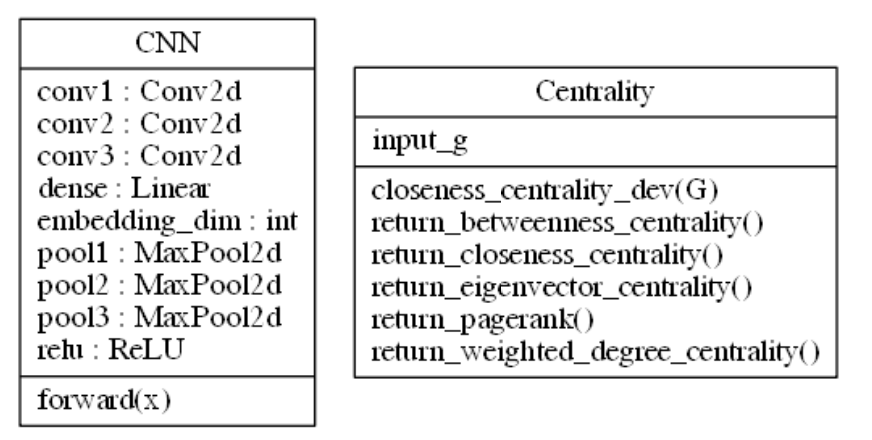 CNN
conv1 : Conv2d
conv2 : Conv2d
conv3 : Conv2d
dense : Linear
embedding_dim : int
pool1 : MaxPool2d
pool2 : MaxPool2d
pool3 : MaxPool2d
relu : ReLU
forward(x)
Centrality
input_g
closeness_centrality_dev(G)
return_betweenness_centrality()
return_closeness_centrality()
return_eigenvector_centrality()
return_pagerank()
return_weighted_degree_centrality()